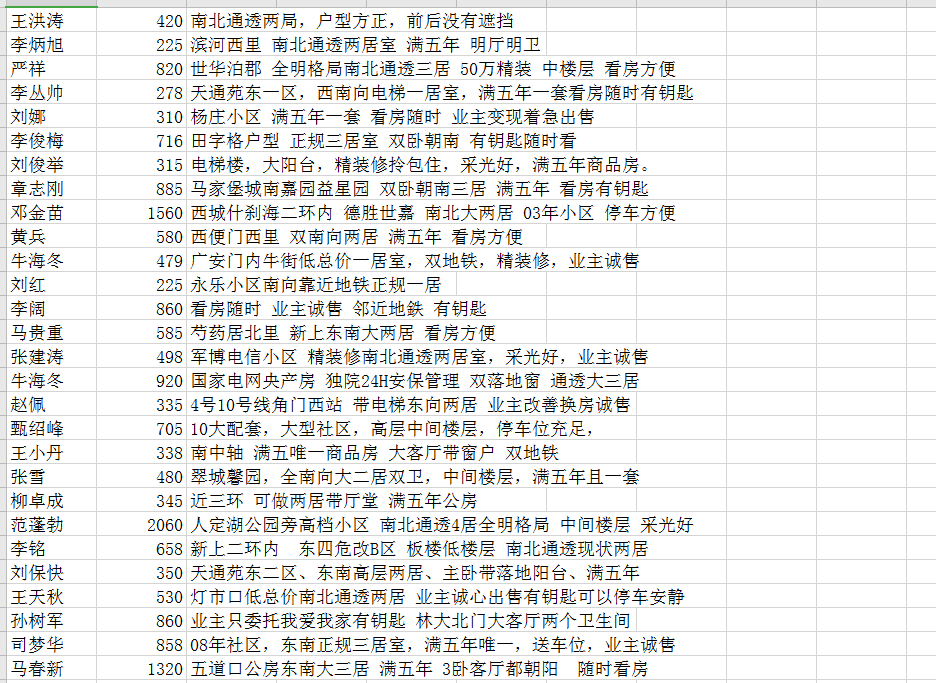 王洪涛 420 南北通透两局，户型方正，前后没有遮挡
李炳旭 225 滨河西里 南北通透两居室 满五年 明厅明卫
严祥 820 世华泊郡 全明格局南北通透三居 50万精装 中楼层 看房方便
李丛帅 278 天通苑东一区，西南向电梯一居室，满五年一套看房随时有钥匙
刘娜 310 杨庄小区 满五年一套 看房随时 业主变现着急出售
李俊梅 716 田字格户型 正规三居室 双卧朝南 有钥匙随时看
刘俊举 315 电梯楼，大阳台，精装修拎包住，采光好，满五年商品房。
章志刚 885 马家堡城南嘉园益星园 双卧朝南三居 满五年 看房有钥匙
邓金苗 1560 西城什刹海二环内 德胜世嘉 南北大两居 03年小区 停车方便
黄兵 580 西便门西里 双南向两居 满五年 看房方便
牛海冬 479 广安门内牛街低总价一居室，双地铁，精装修，业主诚售
刘红 225 永乐小区南向靠近地铁正规一居
李阔 860 看房随时 业主诚售 邻近地鉄 有钥匙
马贵重 585 芍药居北里 新上东南大两居 看房方便
张建涛 498 军博电信小区 精装修南北通透两居室，采光好，业主诚售
牛海冬 920 国家电网央产房 独院24H安保管理 双落地窗 通透大三居
赵佩 335 4号10号线角门西站 带电梯东向两居 业主改善换房诚售
甄绍峰 705 10大配套，大型社区，高层中间楼层，停车位充足，
王小丹 338 南中轴 满五唯一商品房 大客厅带窗户 双地铁
张雪 480 翠城馨园，全南向大二居双卫，中间楼层，满五年且一套
柳卓成 345 近三环 可做两居带厅堂 满五年公房
范蓬勃 2060 人定湖公园旁高档小区 南北通透4居全明格局 中间楼层 采光好
李铭 658 新上二环内 东四危改B区 板楼低楼层 南北通透现状两居
刘保快 350 天通苑东二区、东南高层两居、主卧带落地阳台、满五年
王天秋 530 灯市口低总价南北通透两居 业主诚心出售有钥匙可以停车安静
孙树军 860 业主只委托我爱我家有钥匙 林大北门大客厅两个卫生间
司梦华 858 08年社区，东南正规三居室，满五年唯一，送车位，业主诚售
马春新 1320 五道口公房东南大三居 满五年 3卧客厅都朝阳 随时看房